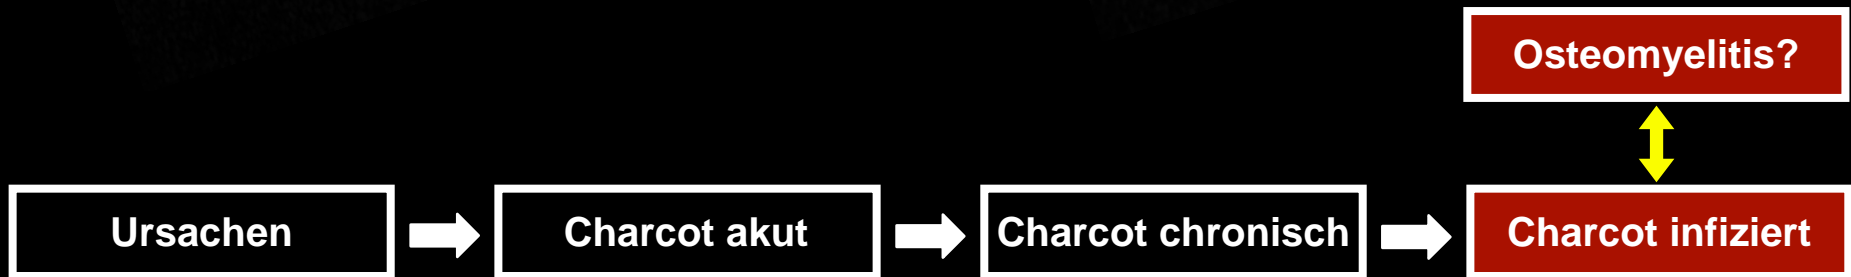 Osteomyelitis?
Ursachen
Charcot akut
Charcot chronisch
Charcot infiziert